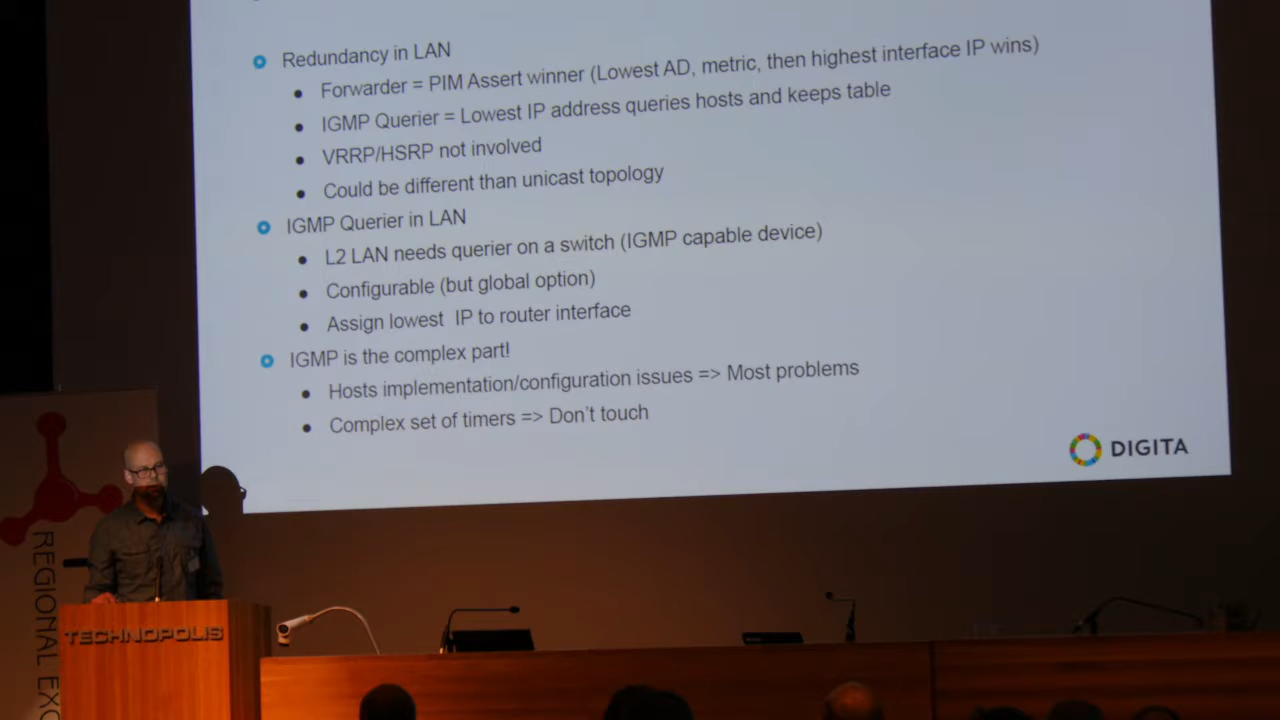 Redundancy in LAN
Forwarder = PIM Assert winner (Lowest AD, metric, then highest interface IP wins)
IGMP Querier = Lowest IP address queries hosts and keeps table
VRRP/HSRP not involved
Could be different than unicast topology
IGMP Querier in LAN
L2 LAN needs querier on a switch (IGMP capable device)
Configurable (but global option)
Assign lowest IP to router interface
IGMP is the complex part!
Hosts implementation/configuration issues => Most problems
Complex set of timers => Don't touch
DIGITA
REGIONAL EXC
TECHNOPOLIS